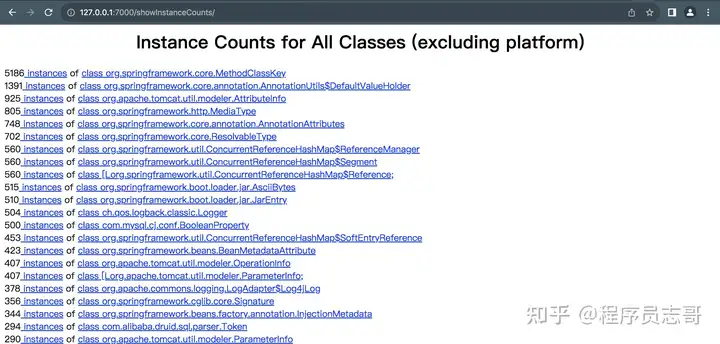 127.0.0.1:7000/showInstanceCounts/
Instance Counts for All Classes (excluding platform)
5186 instances of class org.springframework.core.MethodClassKey
1391 instances of class org.springframework.core.annotation.AnnotationUtils$DefaultValueHolder
925 instances of class org.apache.tomcat.util.modeler.AttributeInfo
805 instances of class org.springframework.http.MediaType
748 instances of class org.springframework.core.annotation.AnnotationAttributes
702 instances of class org.springframework.core.ResolvableType
560 instances of class org.springframework.util.ConcurrentReferenceHashMap$ReferenceManager
560 instances of class org.springframework.util.ConcurrentReferenceHashMap$Segment
560 instances of class [Lorg.springframework.util.ConcurrentReferenceHashMap$Reference;
515 instances of class org.springframework.boot.loader.jar.AsciiBytes
510 instances of class org.springframework.boot.loader.jar.JarEntry
504 instances of class ch.qos.logback.classic.Logger
500 instances of class com.mysql.cj.conf.BooleanProperty
453 instances of class org.springframework.util.ConcurrentReferenceHashMap$SoftEntryReference
423 instances of class org.springframework.beans.BeanMetadataAttribute
407 instances of class org.apache.tomcat.util.modeler.OperationInfo
407 instances of class [Lorg.apache.tomcat.util.modeler.ParameterInfo;
378 instances of class org.apache.commons.logging.LogAdapter$Log4jLog
356 instances of class org.springframework.cglib.core.Signature
344 instances of class org.springframework.beans.factory.annotation.InjectionMetadata
294 instances of class com.alibaba.druid.sql.parser.Token
290 instances of class org.apache.tomcat.util.modeler.ParameterInfo
知乎 @程序员志哥